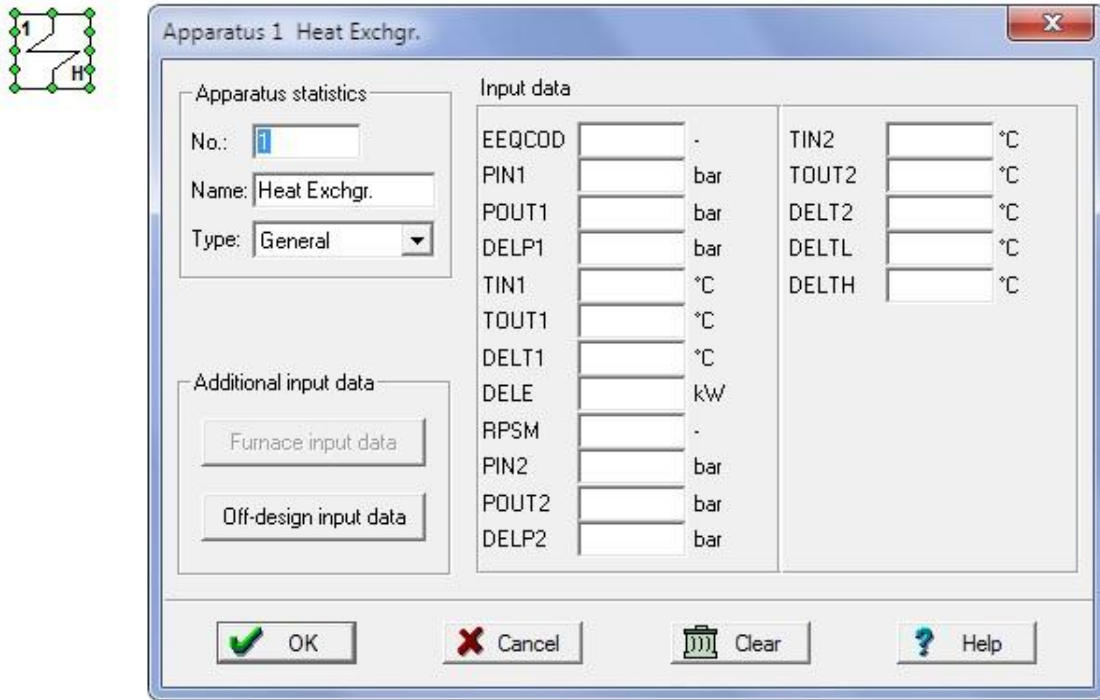 1
H
Apparatus 1 Heat Exchgr.
Apparatus statistics
No.: 1
Name: Heat Exchgr.
Type: General
Additional input data
Furnace input data
Off-design input data
Input data
EEQCOD -
PIN1 bar
POUT1 bar
DELP1 bar
TIN1 °C
TOUT1 °C
DELT1 °C
DELE kW
RPSM -
PIN2 bar
POUT2 bar
DELP2 bar
TIN2 °C
TOUT2 °C
DELT2 °C
DELTL °C
DELTH °C
OK Cancel Clear Help